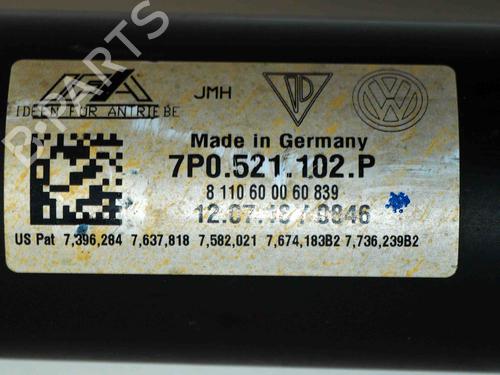 B-PARTS
IFA
IDEEN FÜR ANTRIEBE
JMH
Made in Germany
7P0.521.102.P
8 110 60 00 60 839
US Pat 7,396,284 7,637,818 7,582,021 7,674,183B2 7,736,239B2